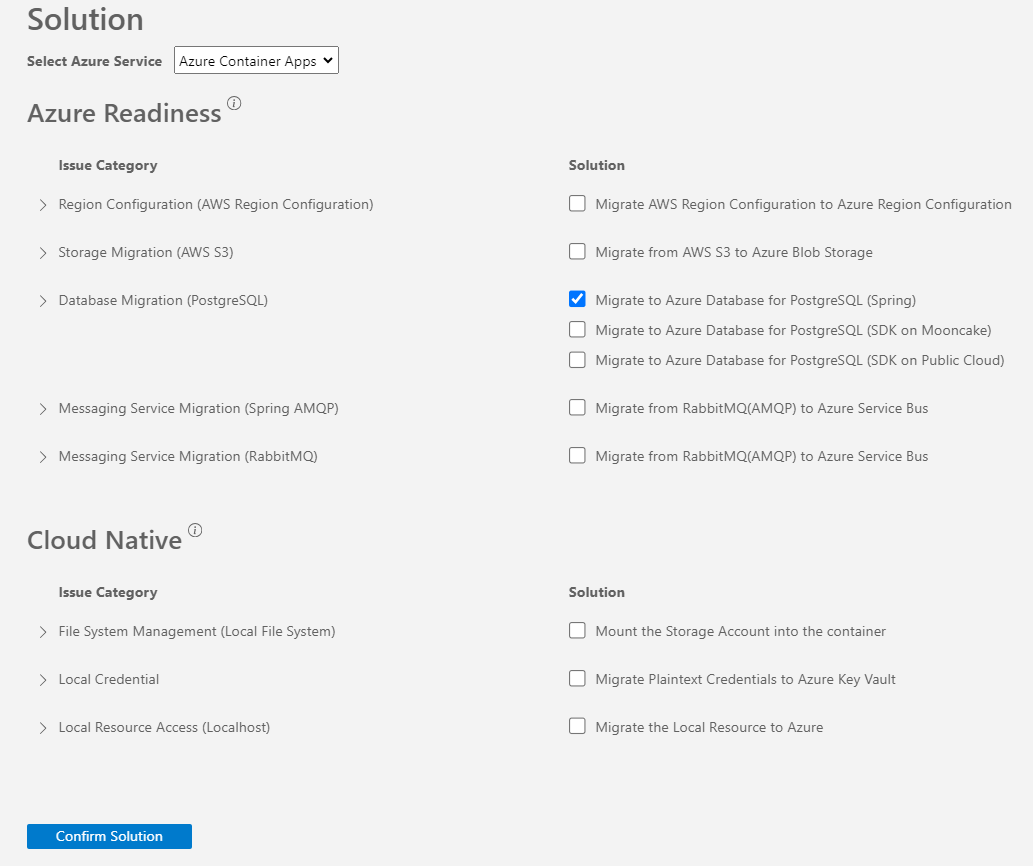 Solution
Select Azure Service Azure Container Apps
Azure Readiness
Issue Category Solution
Region Configuration (AWS Region Configuration) Migrate AWS Region Configuration to Azure Region Configuration
Storage Migration (AWS S3) Migrate from AWS S3 to Azure Blob Storage
Database Migration (PostgreSQL) Migrate to Azure Database for PostgreSQL (Spring)
Migrate to Azure Database for PostgreSQL (SDK on Mooncake)
Migrate to Azure Database for PostgreSQL (SDK on Public Cloud)
Messaging Service Migration (Spring AMQP) Migrate from RabbitMQ(AMQP) to Azure Service Bus
Messaging Service Migration (RabbitMQ) Migrate from RabbitMQ(AMQP) to Azure Service Bus
Cloud Native
Issue Category Solution
File System Management (Local File System) Mount the Storage Account into the container
Local Credential Migrate Plaintext Credentials to Azure Key Vault
Local Resource Access (Localhost) Migrate the Local Resource to Azure
Confirm Solution